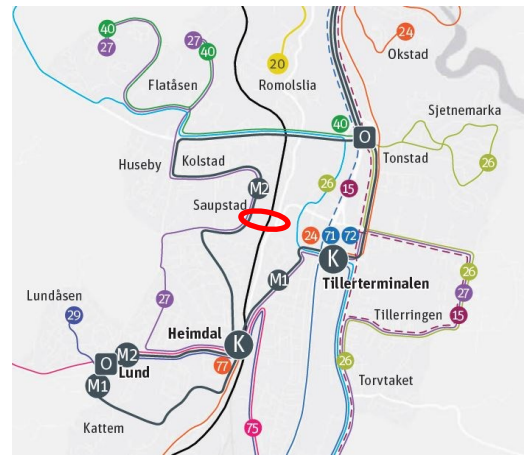 40
27
27
40
24
Okstad
20
Flatåsen
Romolslia
Sjetnemarka
40
O
Huseby
Kolstad
Tonstad
26
M2
26
15
Saupstad
24
71
72
K
M1
Tillerterminalen
26
27
27
Lundåsen
29
Heimdal
Tillerringen
15
K
O
M2
M1
Lund
77
26
Torvtaket
Kattem
75